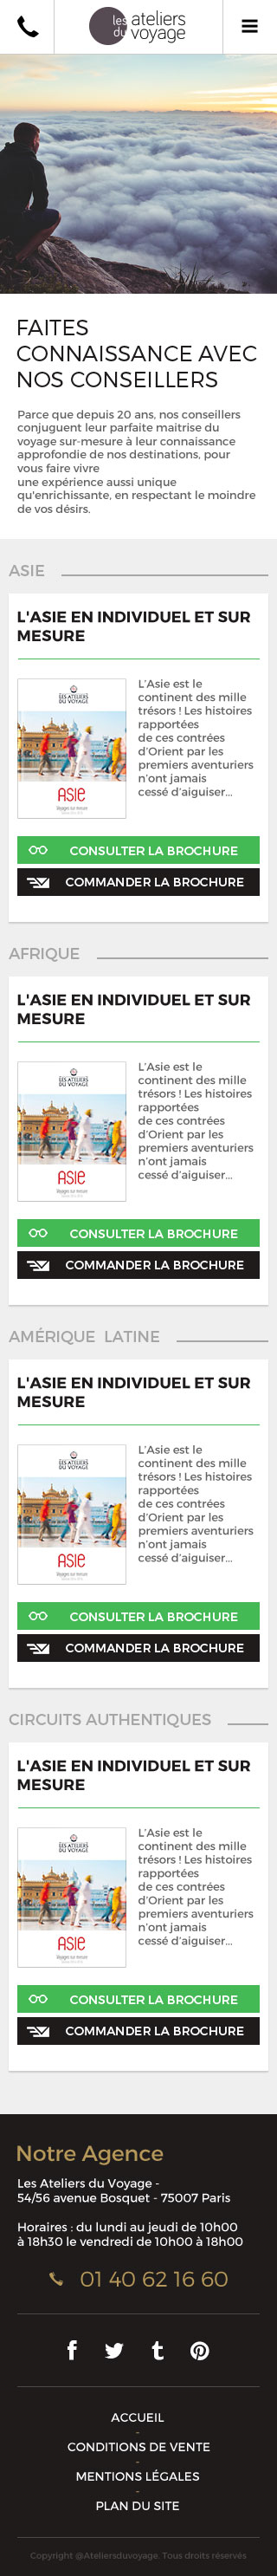 les ateliers
du voyage
FAITES
CONNAISSANCE AVEC
NOS CONSEILLERS
Parce que depuis 20 ans, nos conseillers
conjuguent leur parfaite maitrise du
voyage sur-mesure à leur connaissance
approfondie de nos destinations, pour
vous faire vivre
une expérience aussi unique
qu'enrichissante, en respectant le moindre
de vos désirs.
ASIE
L'ASIE EN INDIVIDUEL ET SUR
MESURE
LES ATELIERS
DU VOYAGE
ASIE
Voyages sur mesure
L'Asie est le
continent des mille
trésors ! Les histoires
rapportées
de ces contrées
d'Orient par les
premiers aventuriers
n'ont jamais
cessé d'aiguiser...
CONSULTER LA BROCHURE
COMMANDER LA BROCHURE
AFRIQUE
L'ASIE EN INDIVIDUEL ET SUR
MESURE
LES ATELIERS
DU VOYAGE
ASIE
Voyages sur mesure
L'Asie est le
continent des mille
trésors ! Les histoires
rapportées
de ces contrées
d'Orient par les
premiers aventuriers
n'ont jamais
cessé d'aiguiser...
CONSULTER LA BROCHURE
COMMANDER LA BROCHURE
AMÉRIQUE LATINE
L'ASIE EN INDIVIDUEL ET SUR
MESURE
LES ATELIERS
DU VOYAGE
ASIE
Voyages sur mesure
L'Asie est le
continent des mille
trésors ! Les histoires
rapportées
de ces contrées
d'Orient par les
premiers aventuriers
n'ont jamais
cessé d'aiguiser...
CONSULTER LA BROCHURE
COMMANDER LA BROCHURE
CIRCUITS AUTHENTIQUES
L'ASIE EN INDIVIDUEL ET SUR
MESURE
LES ATELIERS
DU VOYAGE
ASIE
Voyages sur mesure
L'Asie est le
continent des mille
trésors ! Les histoires
rapportées
de ces contrées
d'Orient par les
premiers aventuriers
n'ont jamais
cessé d'aiguiser...
CONSULTER LA BROCHURE
COMMANDER LA BROCHURE
Notre Agence
Les Ateliers du Voyage -
54/56 avenue Bosquet - 75007 Paris
Horaires : du lundi au jeudi de 10h00
à 18h30 le vendredi de 10h00 à 18h00
01 40 62 16 60
ACCUEIL
-
CONDITIONS DE VENTE
-
MENTIONS LÉGALES
-
PLAN DU SITE
Copyright @Ateliersduvoyage. Tous droits réservés